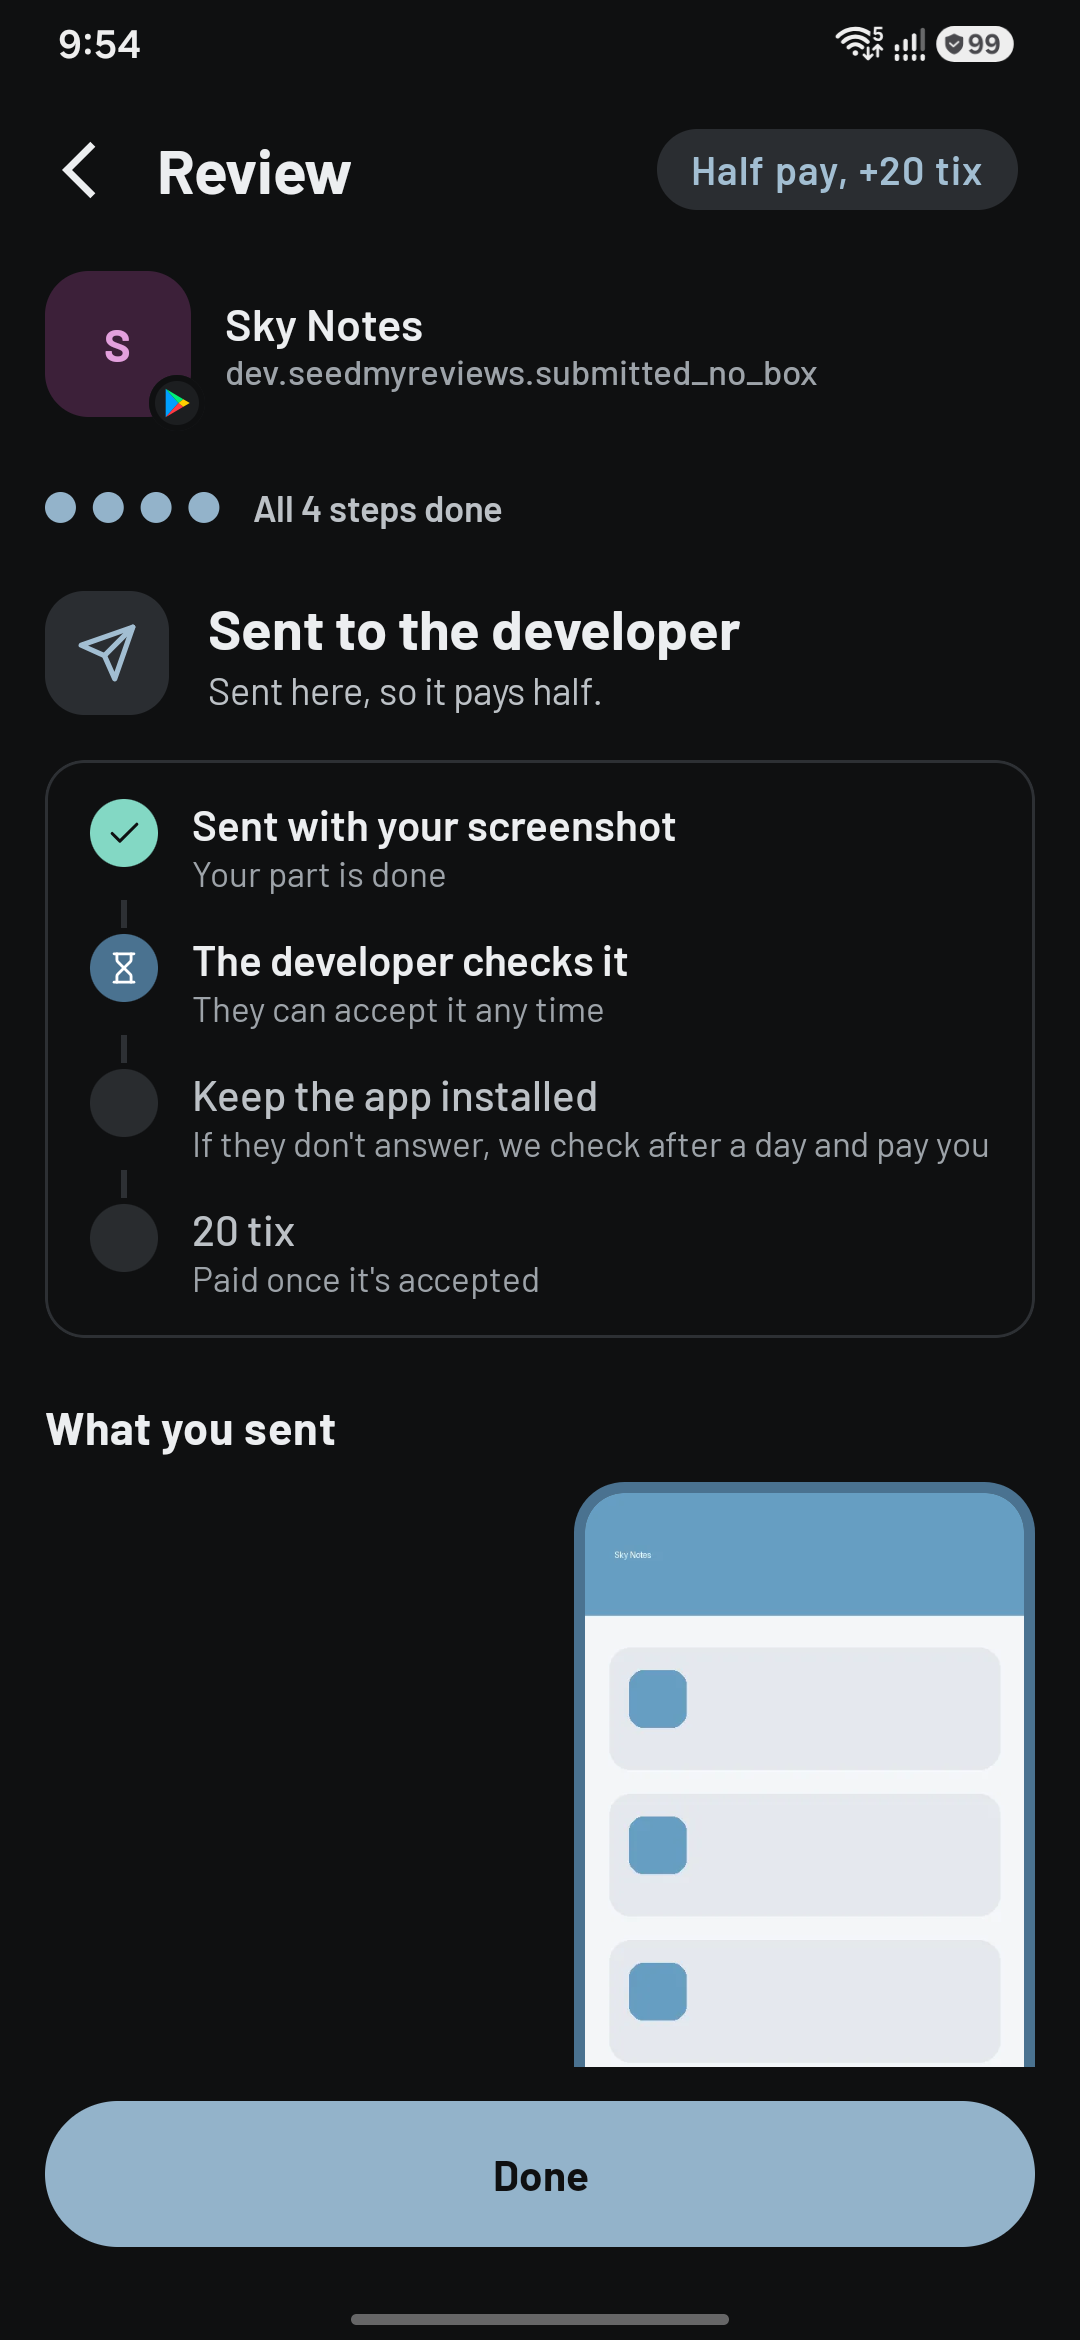 9:54
5
99
Review
Half pay, +20 tix
S
Sky Notes
dev.seedmyreviews.submitted_no_box
All 4 steps done
Sent to the developer
Sent here, so it pays half.
Sent with your screenshot
Your part is done
The developer checks it
They can accept it any time
Keep the app installed
If they don't answer, we check after a day and pay you
20 tix
Paid once it's accepted
What you sent
Sky Notes
Done